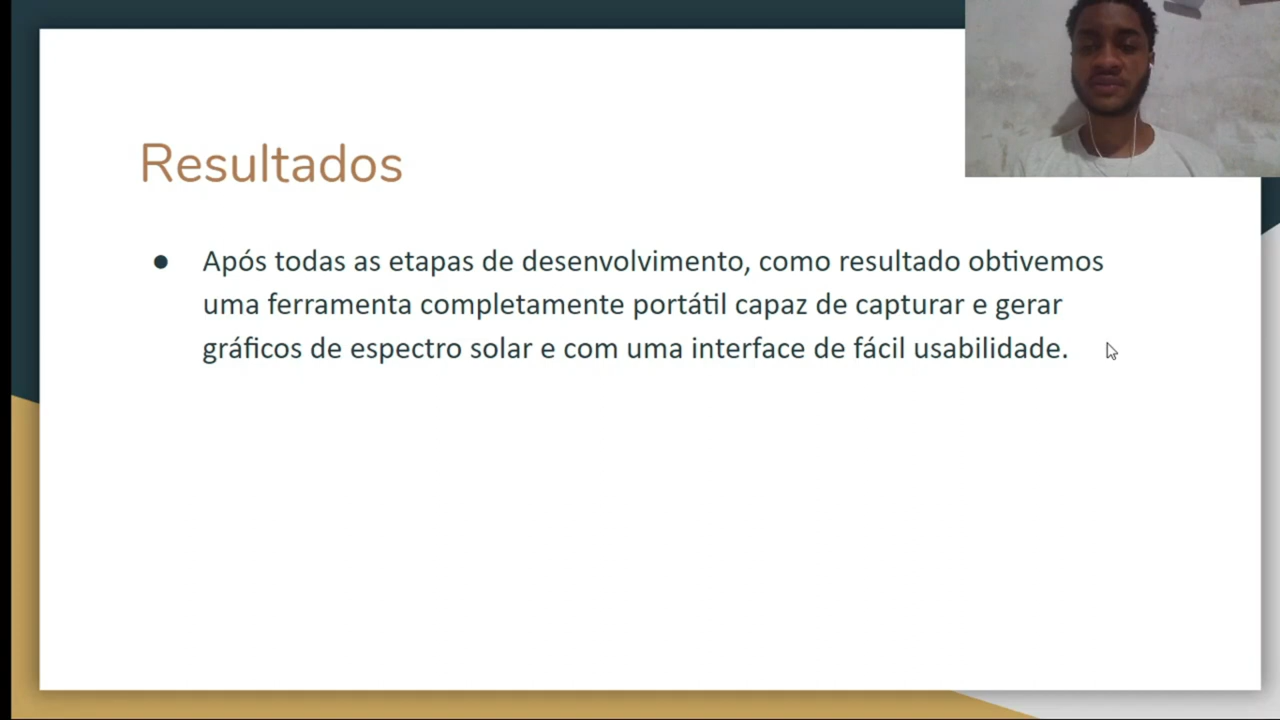 Resultados
● Após todas as etapas de desenvolvimento, como resultado obtivemos
uma ferramenta completamente portátil capaz de capturar e gerar
gráficos de espectro solar e com uma interface de fácil usabilidade.